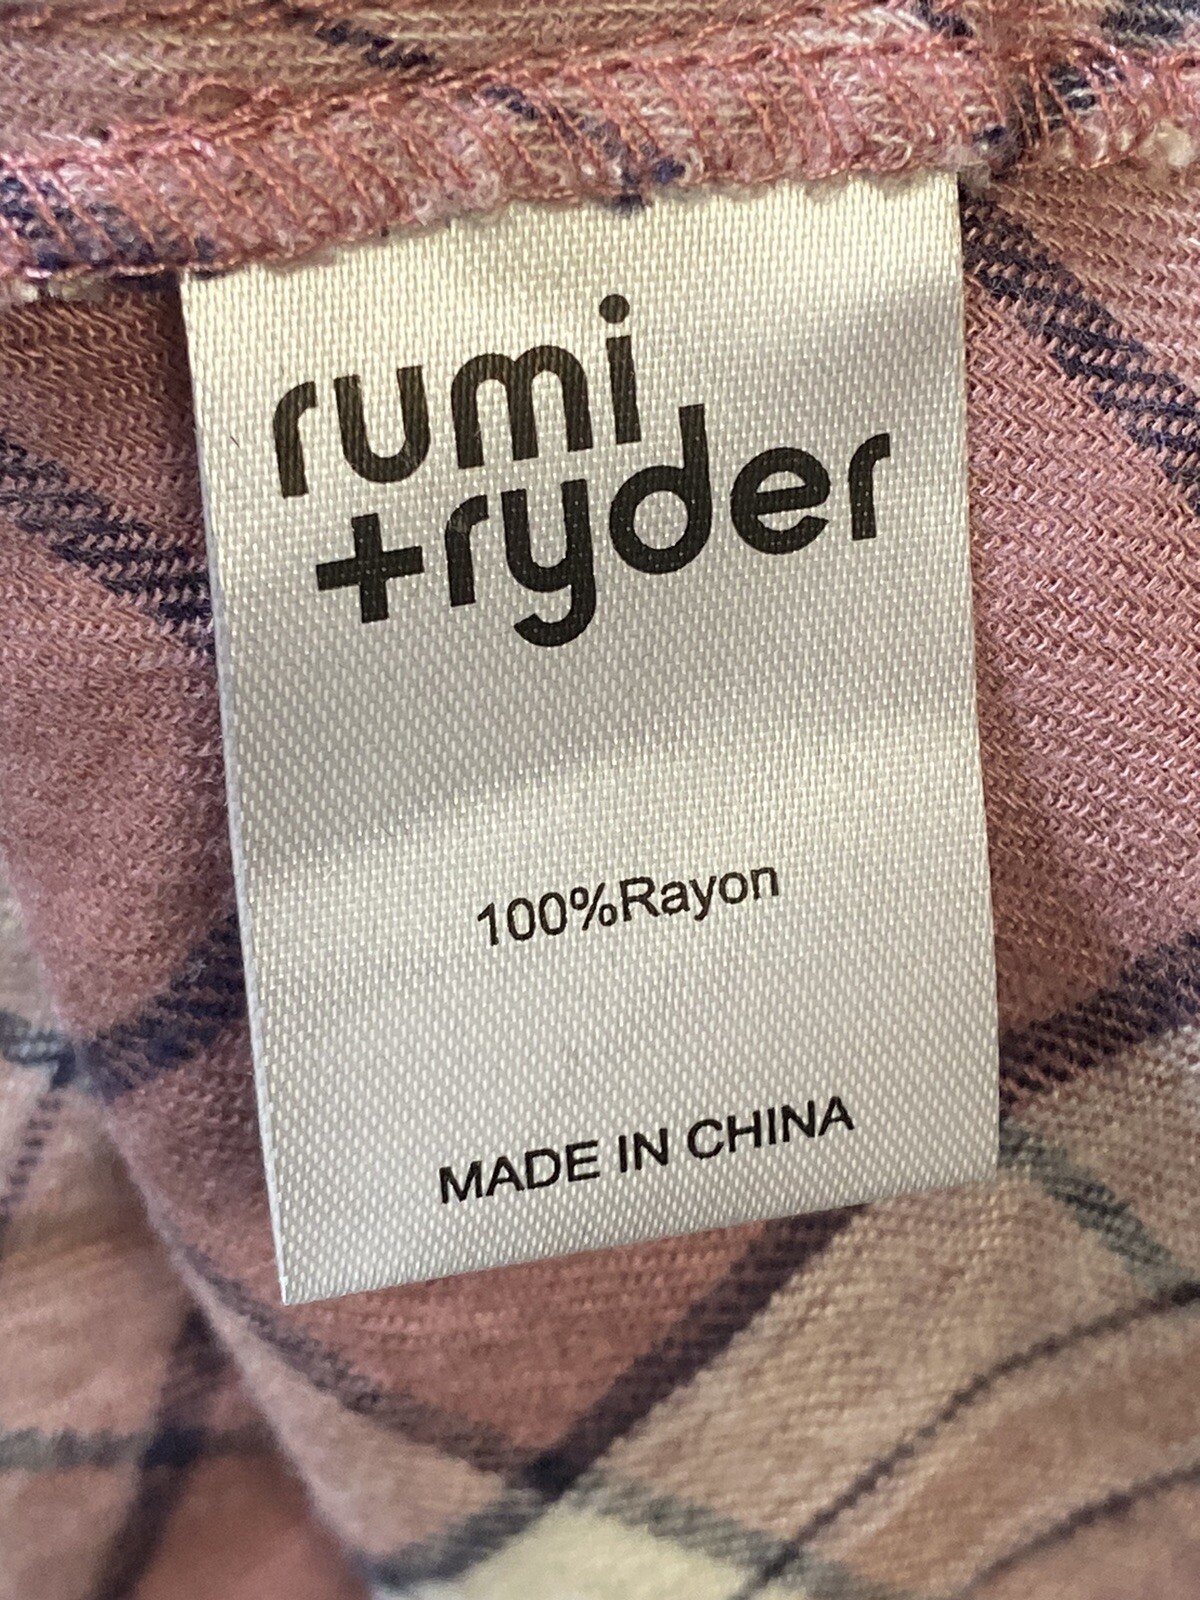 rumi
+ryder
100%Rayon
MADE IN CHINA